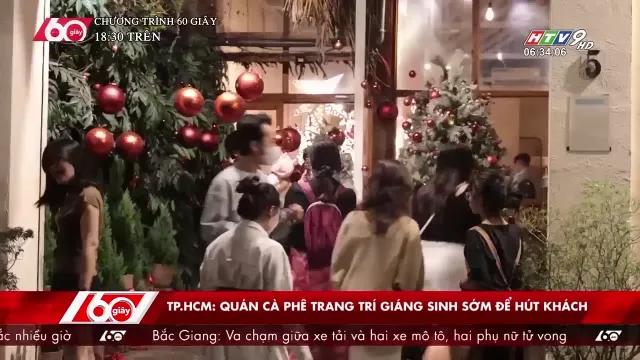 60 giây
CHƯƠNG TRÌNH 60 GIÂY
18:30 TRÊN
HTV9 HD
06:34:06
5
60 giây
TP.HCM: QUÁN CÀ PHÊ TRANG TRÍ GIÁNG SINH SỚM ĐỂ HÚT KHÁCH
ắc nhiều giờ 60 giây Bắc Giang: Va chạm giữa xe tải và hai xe mô tô, hai phụ nữ tử vong 60 giây